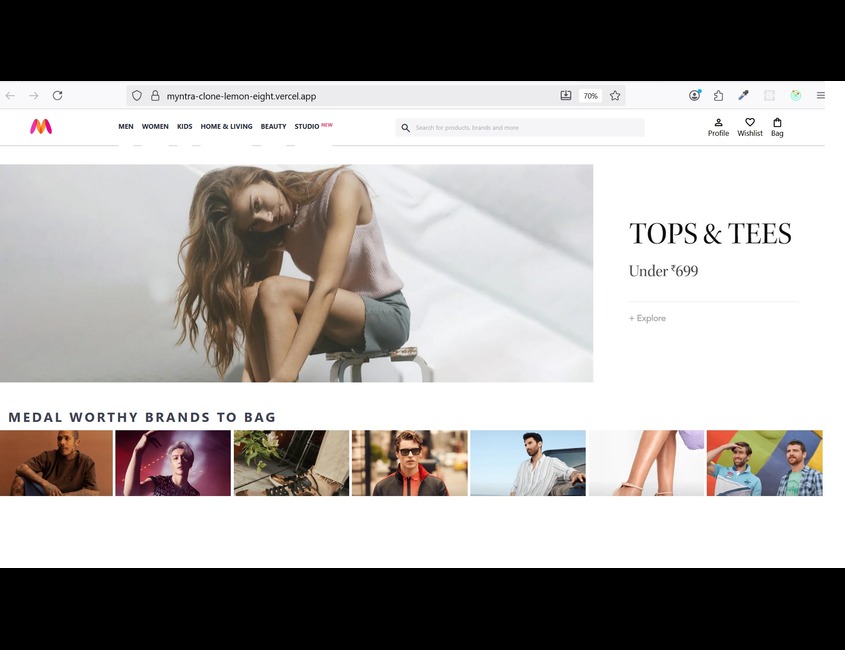 myntra-clone-lemon-eight.vercel.app
70%
MEN WOMEN KIDS HOME & LIVING BEAUTY STUDIO NEW
Search for products, brands and more
Profile Wishlist Bag
TOPS & TEES
Under ₹699
+ Explore
MEDAL WORTHY BRANDS TO BAG